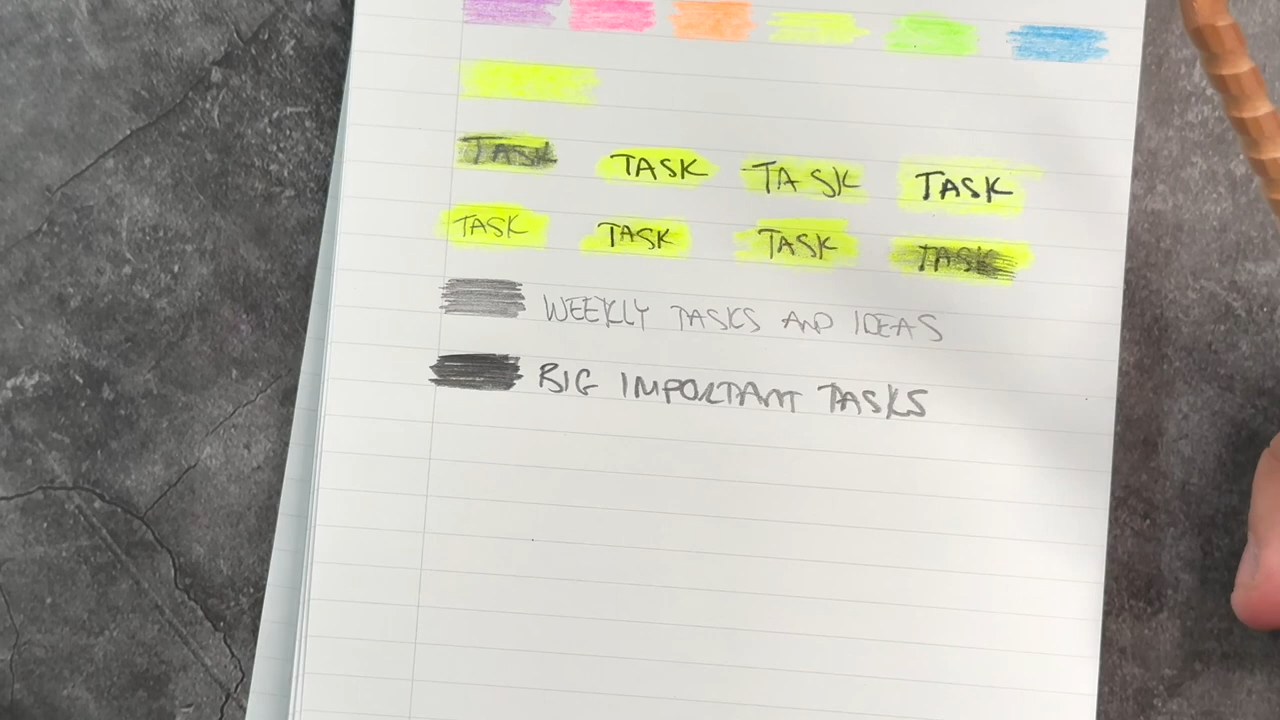 TASK TASK TASK TASK
TASK TASK TASK TASK
WEEKLY TASKS AND IDEAS
BIG IMPORTANT TASKS